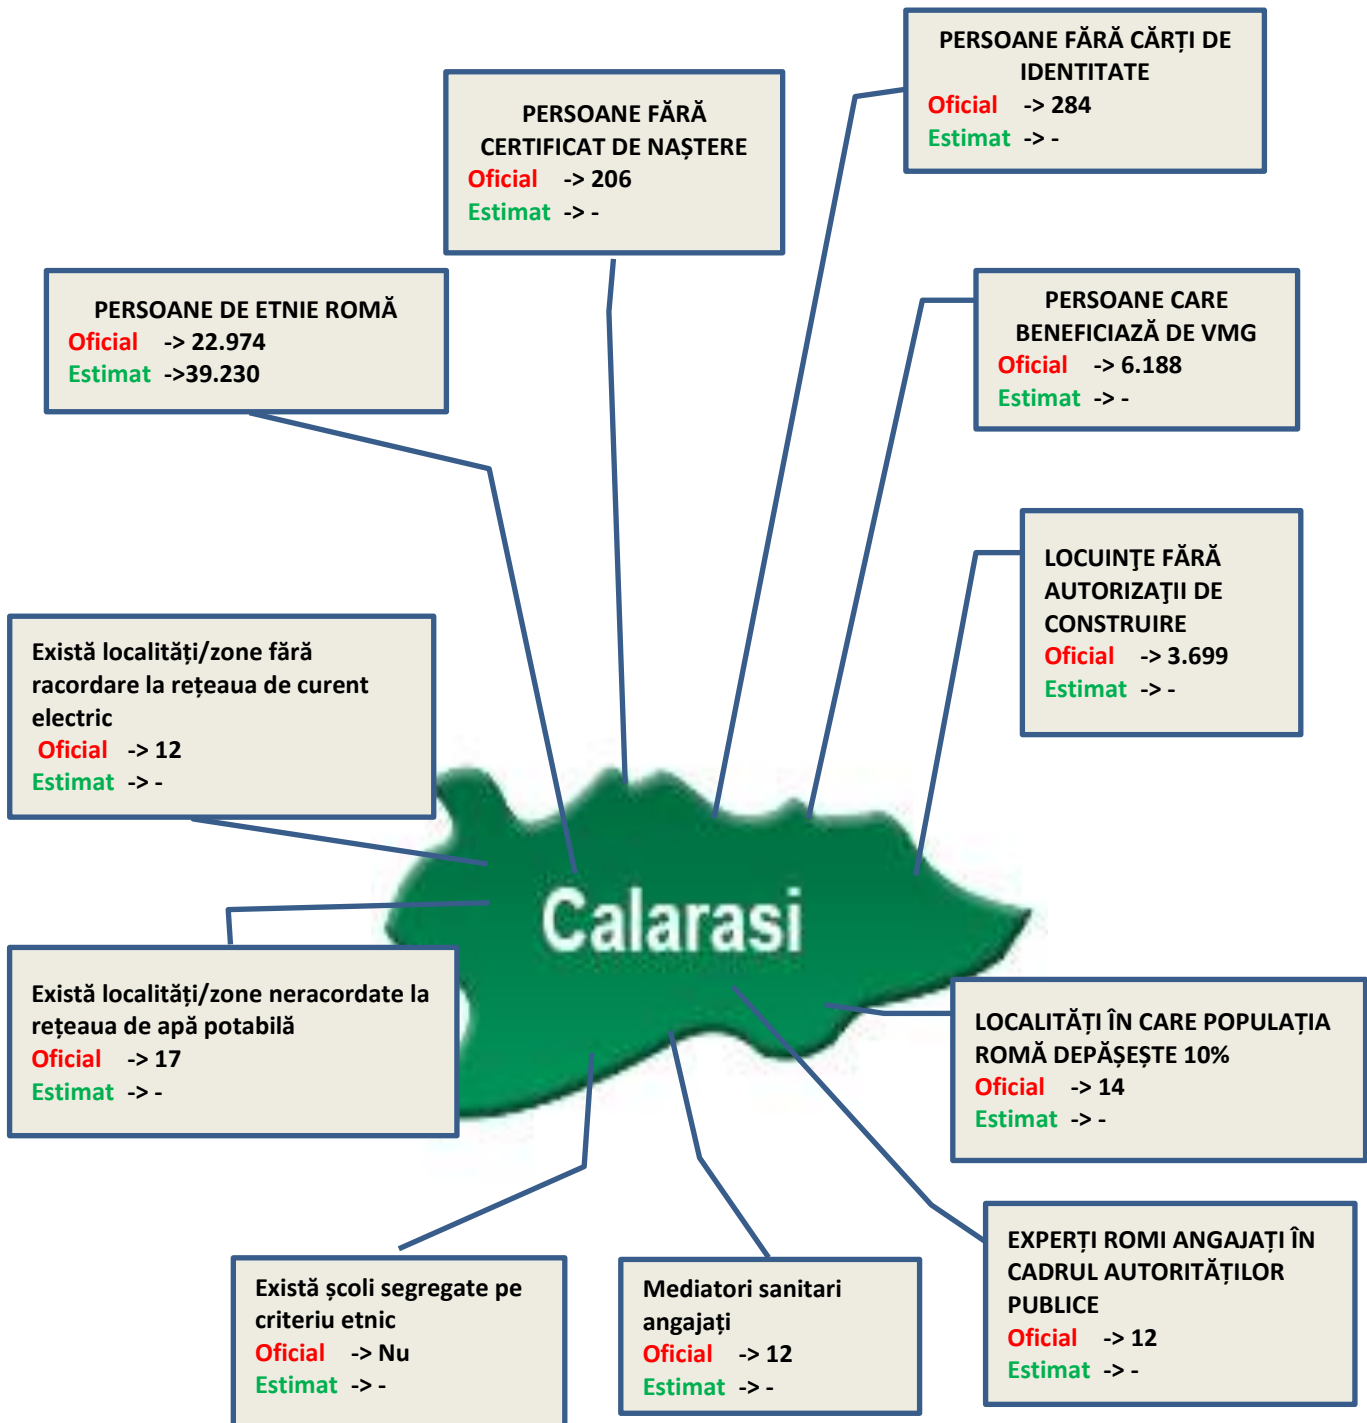 PERSOANE FĂRĂ CĂRȚI DE
IDENTITATE
Oficial -> 284
Estimat -> -
PERSOANE FĂRĂ
CERTIFICAT DE NAȘTERE
Oficial -> 206
Estimat -> -
PERSOANE DE ETNIE ROMĂ
Oficial -> 22.974
Estimat ->39.230
PERSOANE CARE
BENEFICIAZĂ DE VMG
Oficial -> 6.188
Estimat -> -
LOCUINŢE FĂRĂ
AUTORIZAŢII DE
CONSTRUIRE
Oficial -> 3.699
Estimat -> -
Există localități/zone fără
racordare la rețeaua de curent
electric
Oficial -> 12
Estimat -> -
Calarasi
Există localități/zone neracordate la
rețeaua de apă potabilă
Oficial -> 17
Estimat -> -
LOCALITĂȚI ÎN CARE POPULAȚIA
ROMĂ DEPĂȘEȘTE 10%
Oficial -> 14
Estimat -> -
EXPERȚI ROMI ANGAJAȚI ÎN
CADRUL AUTORITĂȚILOR
PUBLICE
Oficial -> 12
Estimat -> -
Există școli segregate pe
criteriu etnic
Oficial -> Nu
Estimat -> -
Mediatori sanitari
angajați
Oficial -> 12
Estimat -> -